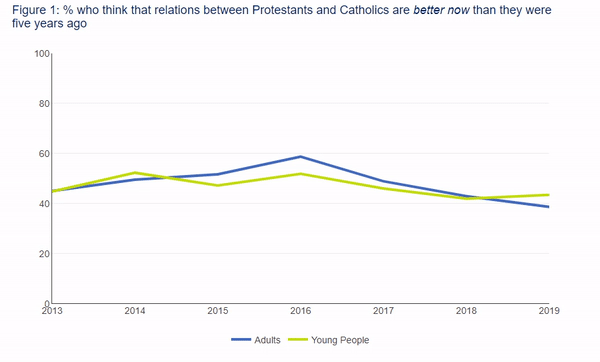 Figure 1: % who think that relations between Protestants and Catholics are better now than they were
five years ago
100
80
60
40
20
0
2013 2014 2015 2016 2017 2018 2019
Adults Young People